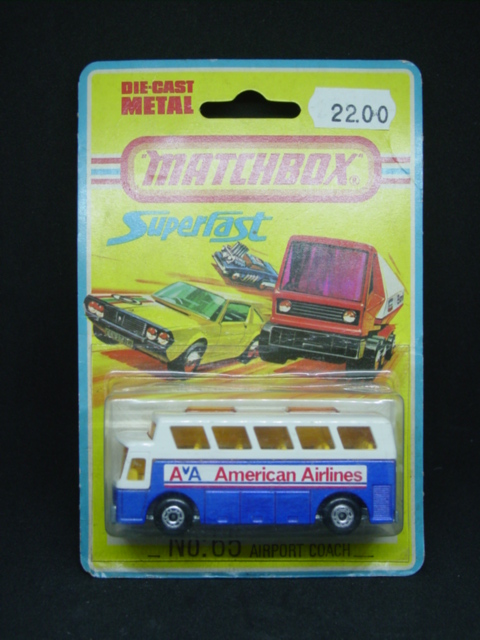 DIE-CAST
METAL
22.00
MATCHBOX
Superfast
AA American Airlines
No. 65 AIRPORT COACH